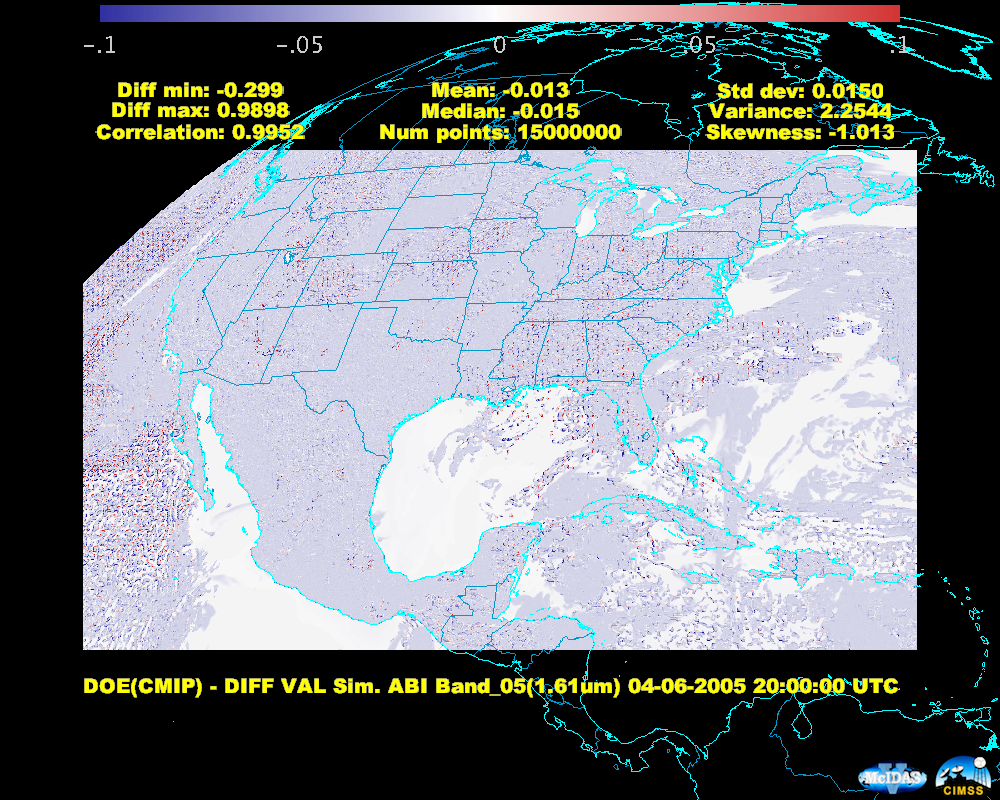 -.1 -.05 0 .05 .1
Diff min: -0.299 Mean: -0.013 Std dev: 0.0150
Diff max: 0.9898 Median: -0.015 Variance: 2.2544
Correlation: 0.9952 Num points: 15000000 Skewness: -1.013
DOE(CMIP) - DIFF VAL Sim. ABI Band_05(1.61um) 04-06-2005 20:00:00 UTC
McIDAS V
CIMSS